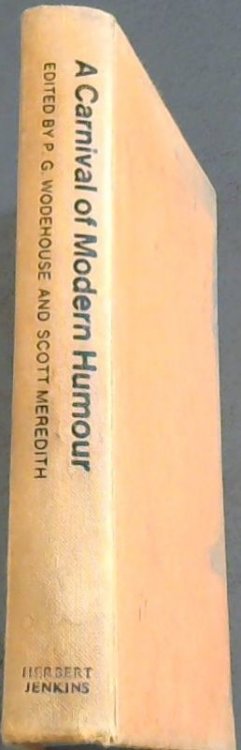 A Carnival of Modern Humour
EDITED BY P. G. WODEHOUSE AND SCOTT MEREDITH
HERBERT
JENKINS